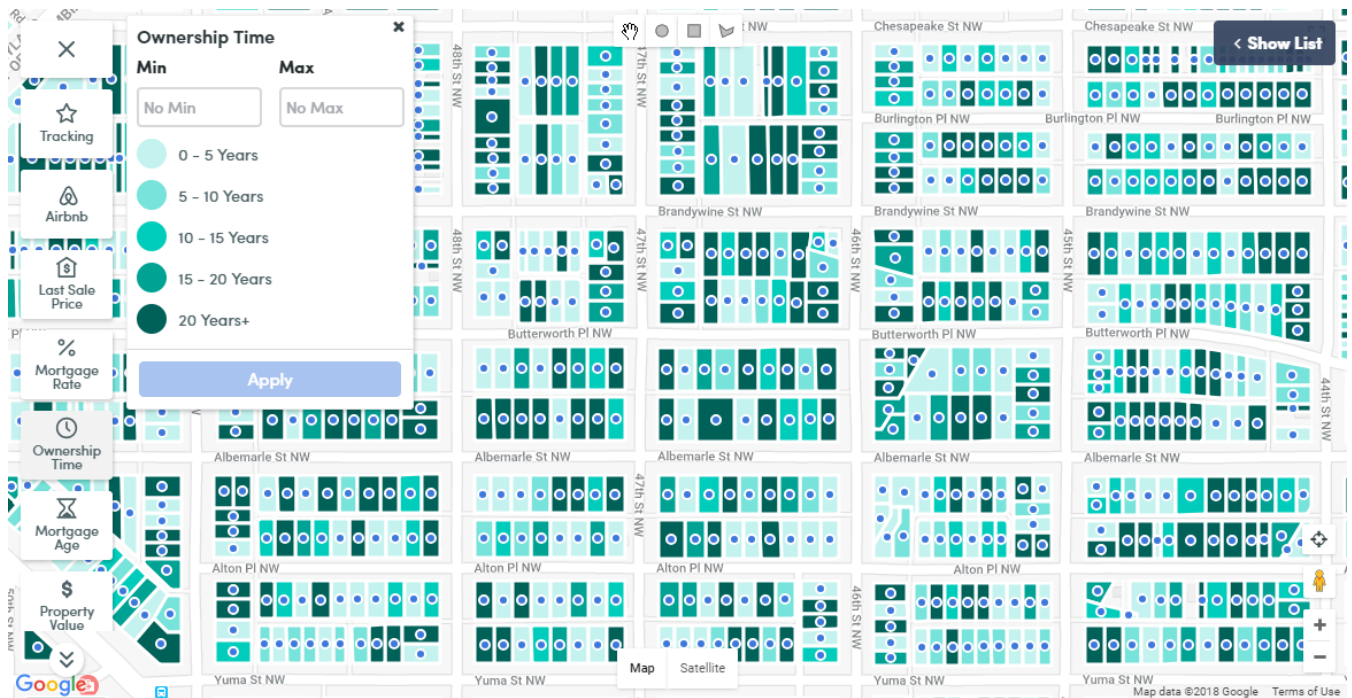 Ownership Time
Min
Max
No Min
No Max
0 - 5 Years
5 - 10 Years
10 - 15 Years
15 - 20 Years
20 Years+
Apply
Tracking
Airbnb
Last Sale
Price
Mortgage
Rate
Ownership
Time
Mortgage
Age
Property
Value
Show List
Chesapeake St NW
Chesapeake St NW
48th St NW
47th St NW
Burlington Pl NW
Burlington Pl NW
Burlington Pl NW
Brandywine St NW
Brandywine St NW
Brandywine St NW
48th St NW
47th St NW
46th St NW
45th St NW
Butterworth Pl NW
Butterworth Pl NW
Butterworth Pl NW
44th St NW
Albemarle St NW
Albemarle St NW
Albemarle St NW
Albemarle St NW
Albemarle St NW
47th St NW
Alton Pl NW
Alton Pl NW
Alton Pl NW
Alton Pl NW
46th St NW
50th St NW
Yuma St NW
Yuma St NW
Yuma St NW
Yuma St NW
Map
Satellite
Google
Map data ©2018 Google
Terms of Use